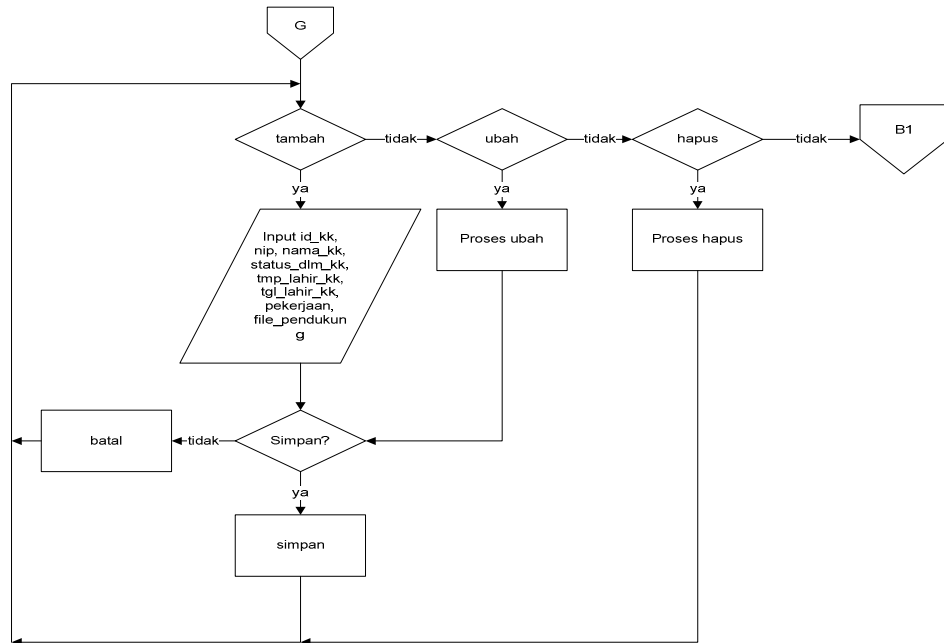 G
tambah
tidak
ubah
tidak
hapus
tidak
B1
ya
ya
ya
Input id_kk,
nip, nama_kk,
status_dlm_kk,
tmp_lahir_kk,
tgl_lahir_kk,
pekerjaan,
file_pendukun
g
Proses ubah
Proses hapus
batal
tidak
Simpan?
ya
simpan